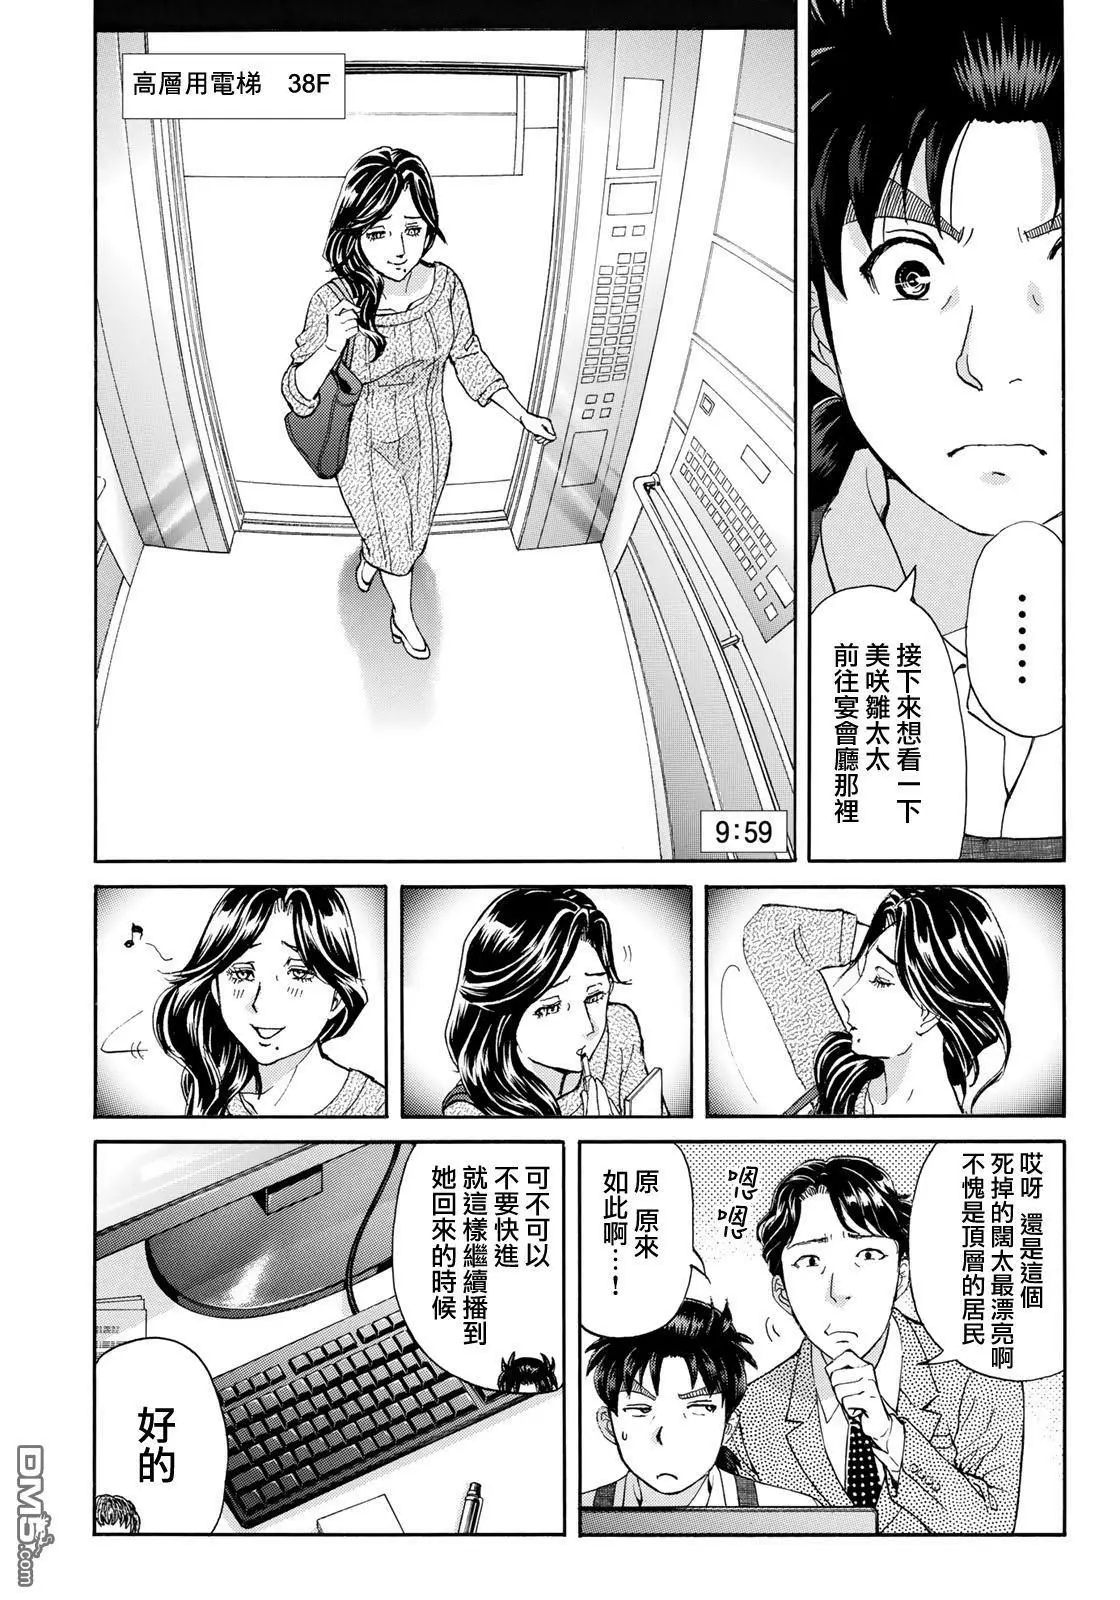 ……
接下來想看一下
美咲雛太太
前往宴會廳那裡
高層用電梯　38F
9:59
哎呀 還是這個
死掉的闊太最漂亮啊
不愧是頂層的居民
嗯嗯
原 原來
如此啊…!
可不可以
不要快進
就這樣繼續播到
她回來的時候
好的
DM5.com